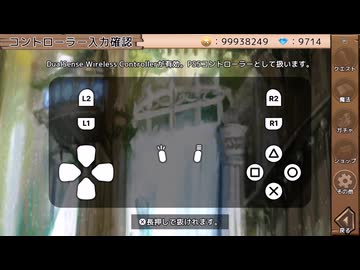 コントローラー入力確認
：99938249
：9714
DualSense Wireless Controllerが有効、PS5コントローラーとして扱います。
L2
R2
L1
R1
クエスト
魔法
ガチャ
ショップ
その他
長押しで抜けれます。
戻る